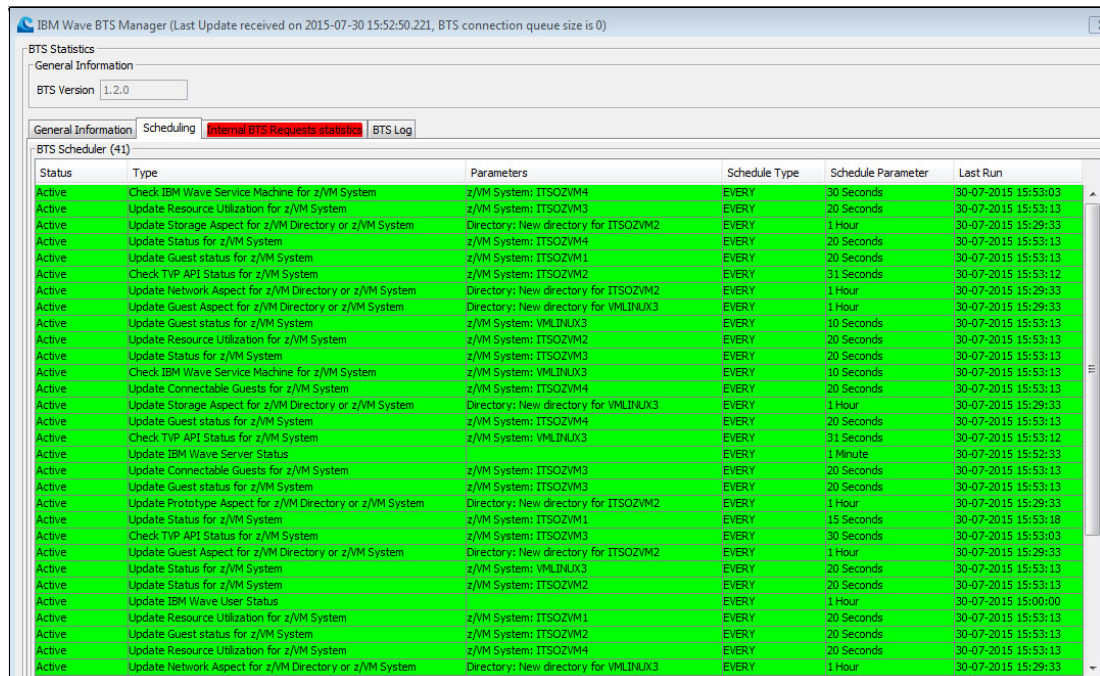 IBM Wave BTS Manager (Last Update received on 2015-07-30 15:52:50.221, BTS connection queue size is 0)
BTS Statistics
General Information
BTS Version 1.2.0
General Information Scheduling Internal BTS Requests statistics BTS Log
BTS Scheduler (41)
Status Type Parameters Schedule Type Schedule Parameter Last Run
Active Check IBM Wave Service Machine for z/VM System z/VM System: ITSOZVM4 EVERY 30 Seconds 30-07-2015 15:53:03
Active Update Resource Utilization for z/VM System z/VM System: ITSOZVM3 EVERY 20 Seconds 30-07-2015 15:53:13
Active Update Storage Aspect for z/VM Directory or z/VM System Directory: New directory for ITSOZVM2 EVERY 1 Hour 30-07-2015 15:29:33
Active Update Status for z/VM System z/VM System: ITSOZVM4 EVERY 20 Seconds 30-07-2015 15:53:13
Active Update Guest status for z/VM System z/VM System: ITSOZVM1 EVERY 20 Seconds 30-07-2015 15:53:13
Active Check TVP API Status for z/VM System z/VM System: ITSOZVM2 EVERY 31 Seconds 30-07-2015 15:53:12
Active Update Network Aspect for z/VM Directory or z/VM System Directory: New directory for ITSOZVM2 EVERY 1 Hour 30-07-2015 15:29:33
Active Update Guest Aspect for z/VM Directory or z/VM System Directory: New directory for VMLINUX3 EVERY 1 Hour 30-07-2015 15:29:33
Active Update Guest status for z/VM System z/VM System: VMLINUX3 EVERY 10 Seconds 30-07-2015 15:53:13
Active Update Resource Utilization for z/VM System z/VM System: ITSOZVM2 EVERY 20 Seconds 30-07-2015 15:53:13
Active Update Status for z/VM System z/VM System: ITSOZVM3 EVERY 20 Seconds 30-07-2015 15:53:13
Active Check IBM Wave Service Machine for z/VM System z/VM System: VMLINUX3 EVERY 10 Seconds 30-07-2015 15:53:13
Active Update Connectable Guests for z/VM System z/VM System: ITSOZVM4 EVERY 20 Seconds 30-07-2015 15:53:13
Active Update Storage Aspect for z/VM Directory or z/VM System Directory: New directory for VMLINUX3 EVERY 1 Hour 30-07-2015 15:29:33
Active Update Guest status for z/VM System z/VM System: ITSOZVM4 EVERY 20 Seconds 30-07-2015 15:53:13
Active Check TVP API Status for z/VM System z/VM System: VMLINUX3 EVERY 31 Seconds 30-07-2015 15:53:12
Active Update IBM Wave Server Status EVERY 1 Minute 30-07-2015 15:52:33
Active Update Connectable Guests for z/VM System z/VM System: ITSOZVM3 EVERY 20 Seconds 30-07-2015 15:53:13
Active Update Guest status for z/VM System z/VM System: ITSOZVM3 EVERY 20 Seconds 30-07-2015 15:53:13
Active Update Prototype Aspect for z/VM Directory or z/VM System Directory: New directory for ITSOZVM2 EVERY 1 Hour 30-07-2015 15:29:33
Active Update Status for z/VM System z/VM System: ITSOZVM1 EVERY 15 Seconds 30-07-2015 15:53:18
Active Check TVP API Status for z/VM System z/VM System: ITSOZVM3 EVERY 30 Seconds 30-07-2015 15:53:03
Active Update Guest Aspect for z/VM Directory or z/VM System Directory: New directory for ITSOZVM2 EVERY 1 Hour 30-07-2015 15:29:33
Active Update Status for z/VM System z/VM System: VMLINUX3 EVERY 20 Seconds 30-07-2015 15:53:13
Active Update Status for z/VM System z/VM System: ITSOZVM2 EVERY 20 Seconds 30-07-2015 15:53:13
Active Update IBM Wave User Status EVERY 1 Hour 30-07-2015 15:00:00
Active Update Resource Utilization for z/VM System z/VM System: ITSOZVM1 EVERY 20 Seconds 30-07-2015 15:53:13
Active Update Guest status for z/VM System z/VM System: ITSOZVM2 EVERY 20 Seconds 30-07-2015 15:53:13
Active Update Resource Utilization for z/VM System z/VM System: ITSOZVM4 EVERY 20 Seconds 30-07-2015 15:53:13
Active Update Network Aspect for z/VM Directory or z/VM System Directory: New directory for VMLINUX3 EVERY 1 Hour 30-07-2015 15:29:33